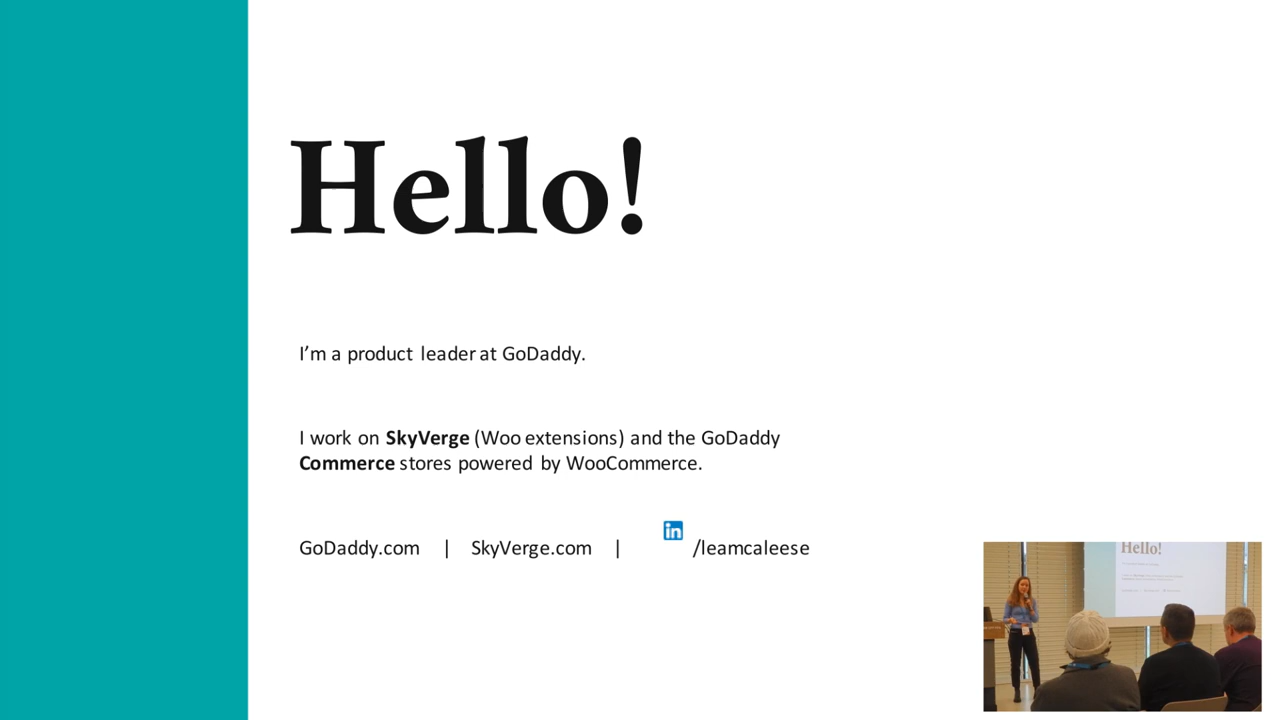 Hello!
I’m a product leader at GoDaddy.
I work on SkyVerge (Woo extensions) and the GoDaddy
Commerce stores powered by WooCommerce.
GoDaddy.com | SkyVerge.com | in /leamcaleese
Hello!